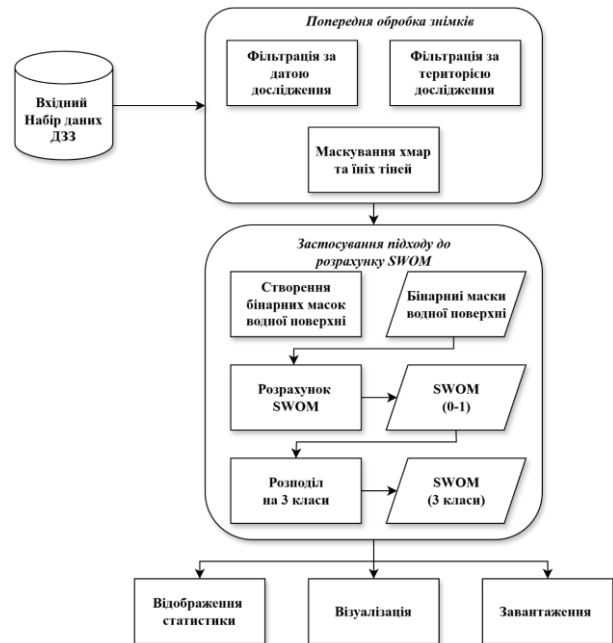 Попередня обробка знімків
Фільтрація за
датою
дослідження
Фільтрація за
територією
дослідження
Вхідний
Набір даних
ДЗЗ
Маскування хмар
та їніх тіней
Застосування підходу до
розрахунку SWOM
Створення
бінарних масок
водної поверхні
Бінарниі маски
водної поверхні
Розрахунок
SWOM
SWOM
(0-1)
Розподіл
на 3 класи
SWOM
(3 класи)
Відображення
статистики
Візуалізація
Завантаження